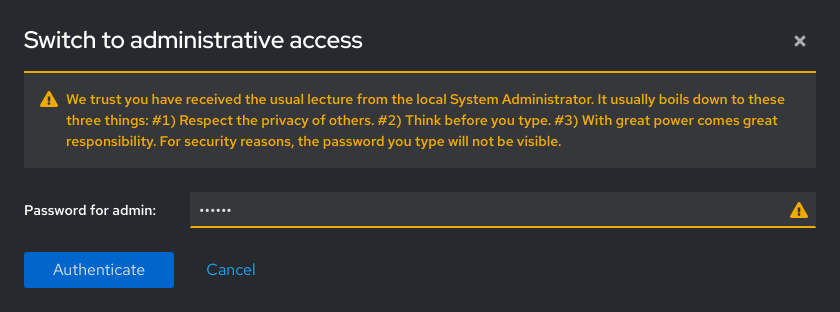 Switch to administrative access
We trust you have received the usual lecture from the local System Administrator. It usually boils down to these
three things: #1) Respect the privacy of others. #2) Think before you type. #3) With great power comes great
responsibility. For security reasons, the password you type will not be visible.
Password for admin:
••••••
Authenticate
Cancel